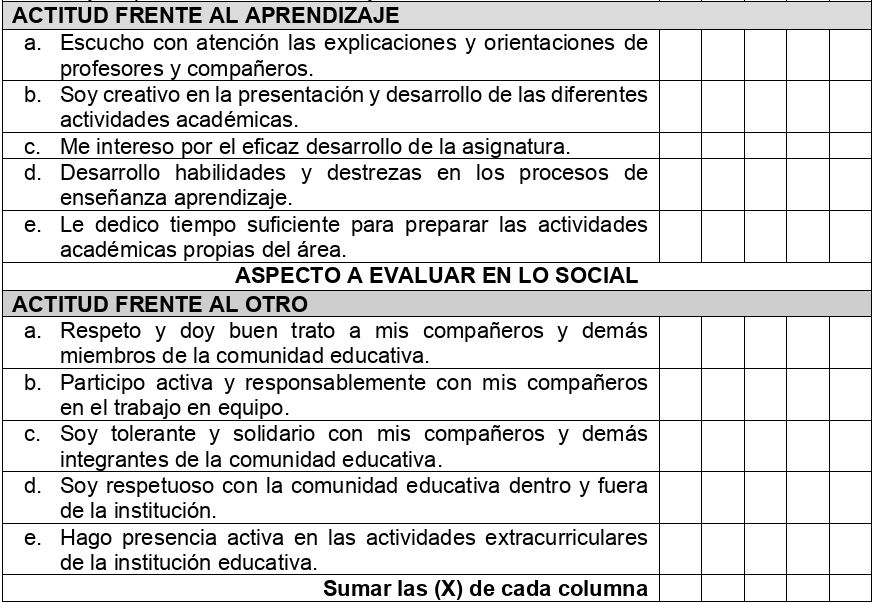 ACTITUD FRENTE AL APRENDIZAJE
a. Escucho con atención las explicaciones y orientaciones de
profesores y compañeros.
b. Soy creativo en la presentación y desarrollo de las diferentes
actividades académicas.
c. Me intereso por el eficaz desarrollo de la asignatura.
d. Desarrollo habilidades y destrezas en los procesos de
enseñanza aprendizaje.
e. Le dedico tiempo suficiente para preparar las actividades
académicas propias del área.
ASPECTO A EVALUAR EN LO SOCIAL
ACTITUD FRENTE AL OTRO
a. Respeto y doy buen trato a mis compañeros y demás
miembros de la comunidad educativa.
b. Participo activa y responsablemente con mis compañeros
en el trabajo en equipo.
c. Soy tolerante y solidario con mis compañeros y demás
integrantes de la comunidad educativa.
d. Soy respetuoso con la comunidad educativa dentro y fuera
de la institución.
e. Hago presencia activa en las actividades extracurriculares
de la institución educativa.
Sumar las (X) de cada columna